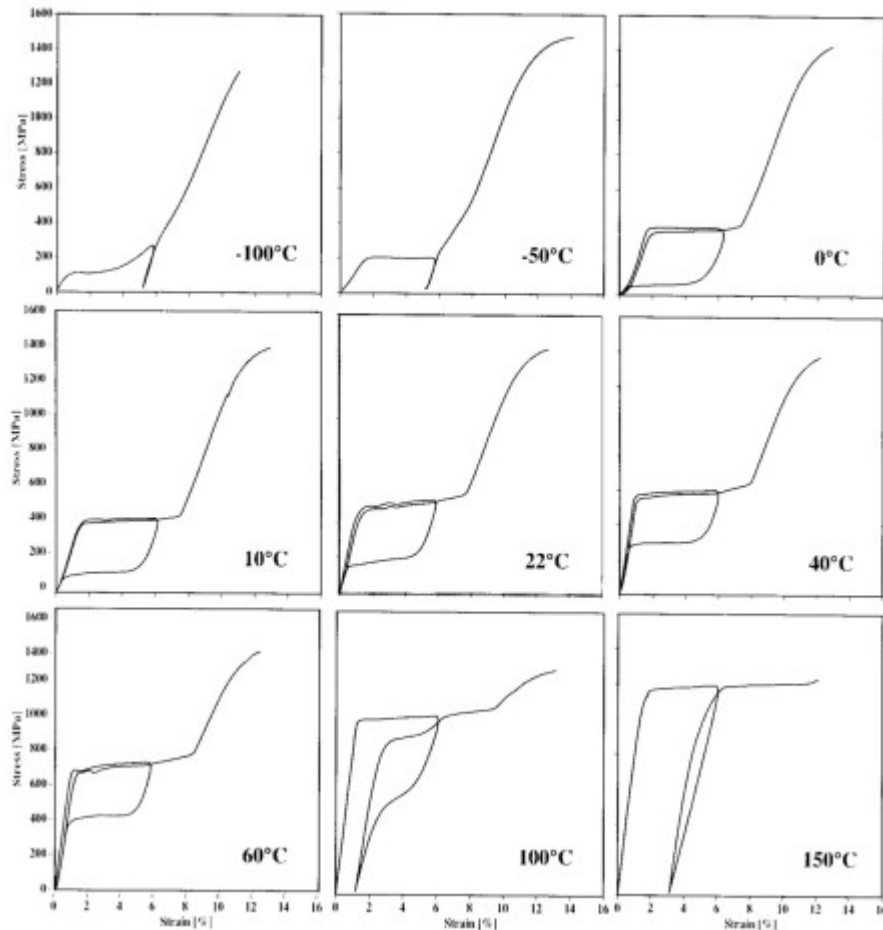 1600
1400
1200
1000
800
600
400
200
0
Stress [MPa]
-100°C
-50°C
0°C
1600
1400
1200
1000
800
600
400
200
0
Stress [MPa]
10°C
22°C
40°C
1600
1400
1200
1000
800
600
400
200
0
Stress [MPa]
60°C
100°C
150°C
0 2 4 6 8 10 12 14 16
2 4 6 8 10 12 14 16
2 4 6 8 10 12 14 16
Strain [%]
Strain [%]
Strain [%]